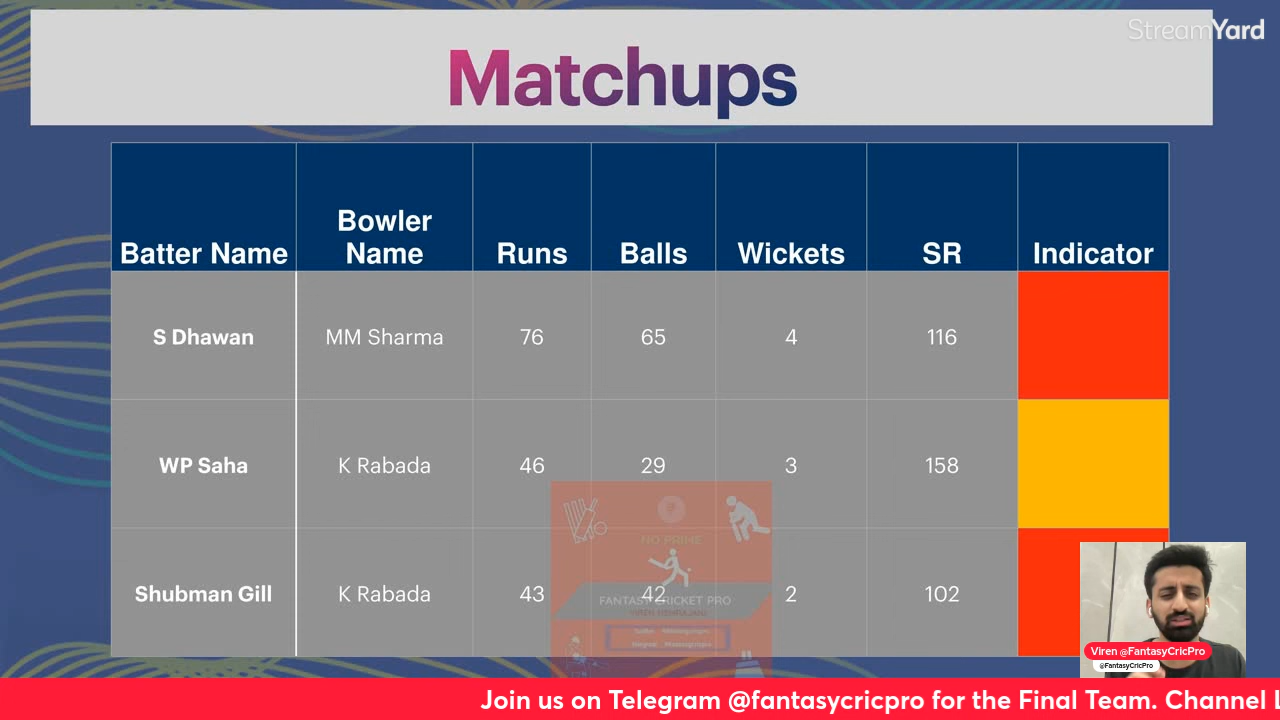 StreamYard
Matchups
Batter Name Bowler Name Runs Balls Wickets SR Indicator
S Dhawan MM Sharma 76 65 4 116
WP Saha K Rabada 46 29 3 158
Shubman Gill K Rabada 43 42 2 102
NO PRIME
FANTASY CRICKET PRO
Viren @FantasyCricPro
@FantasyCricPro
Join us on Telegram @fantasycricpro for the Final Team. Channel L